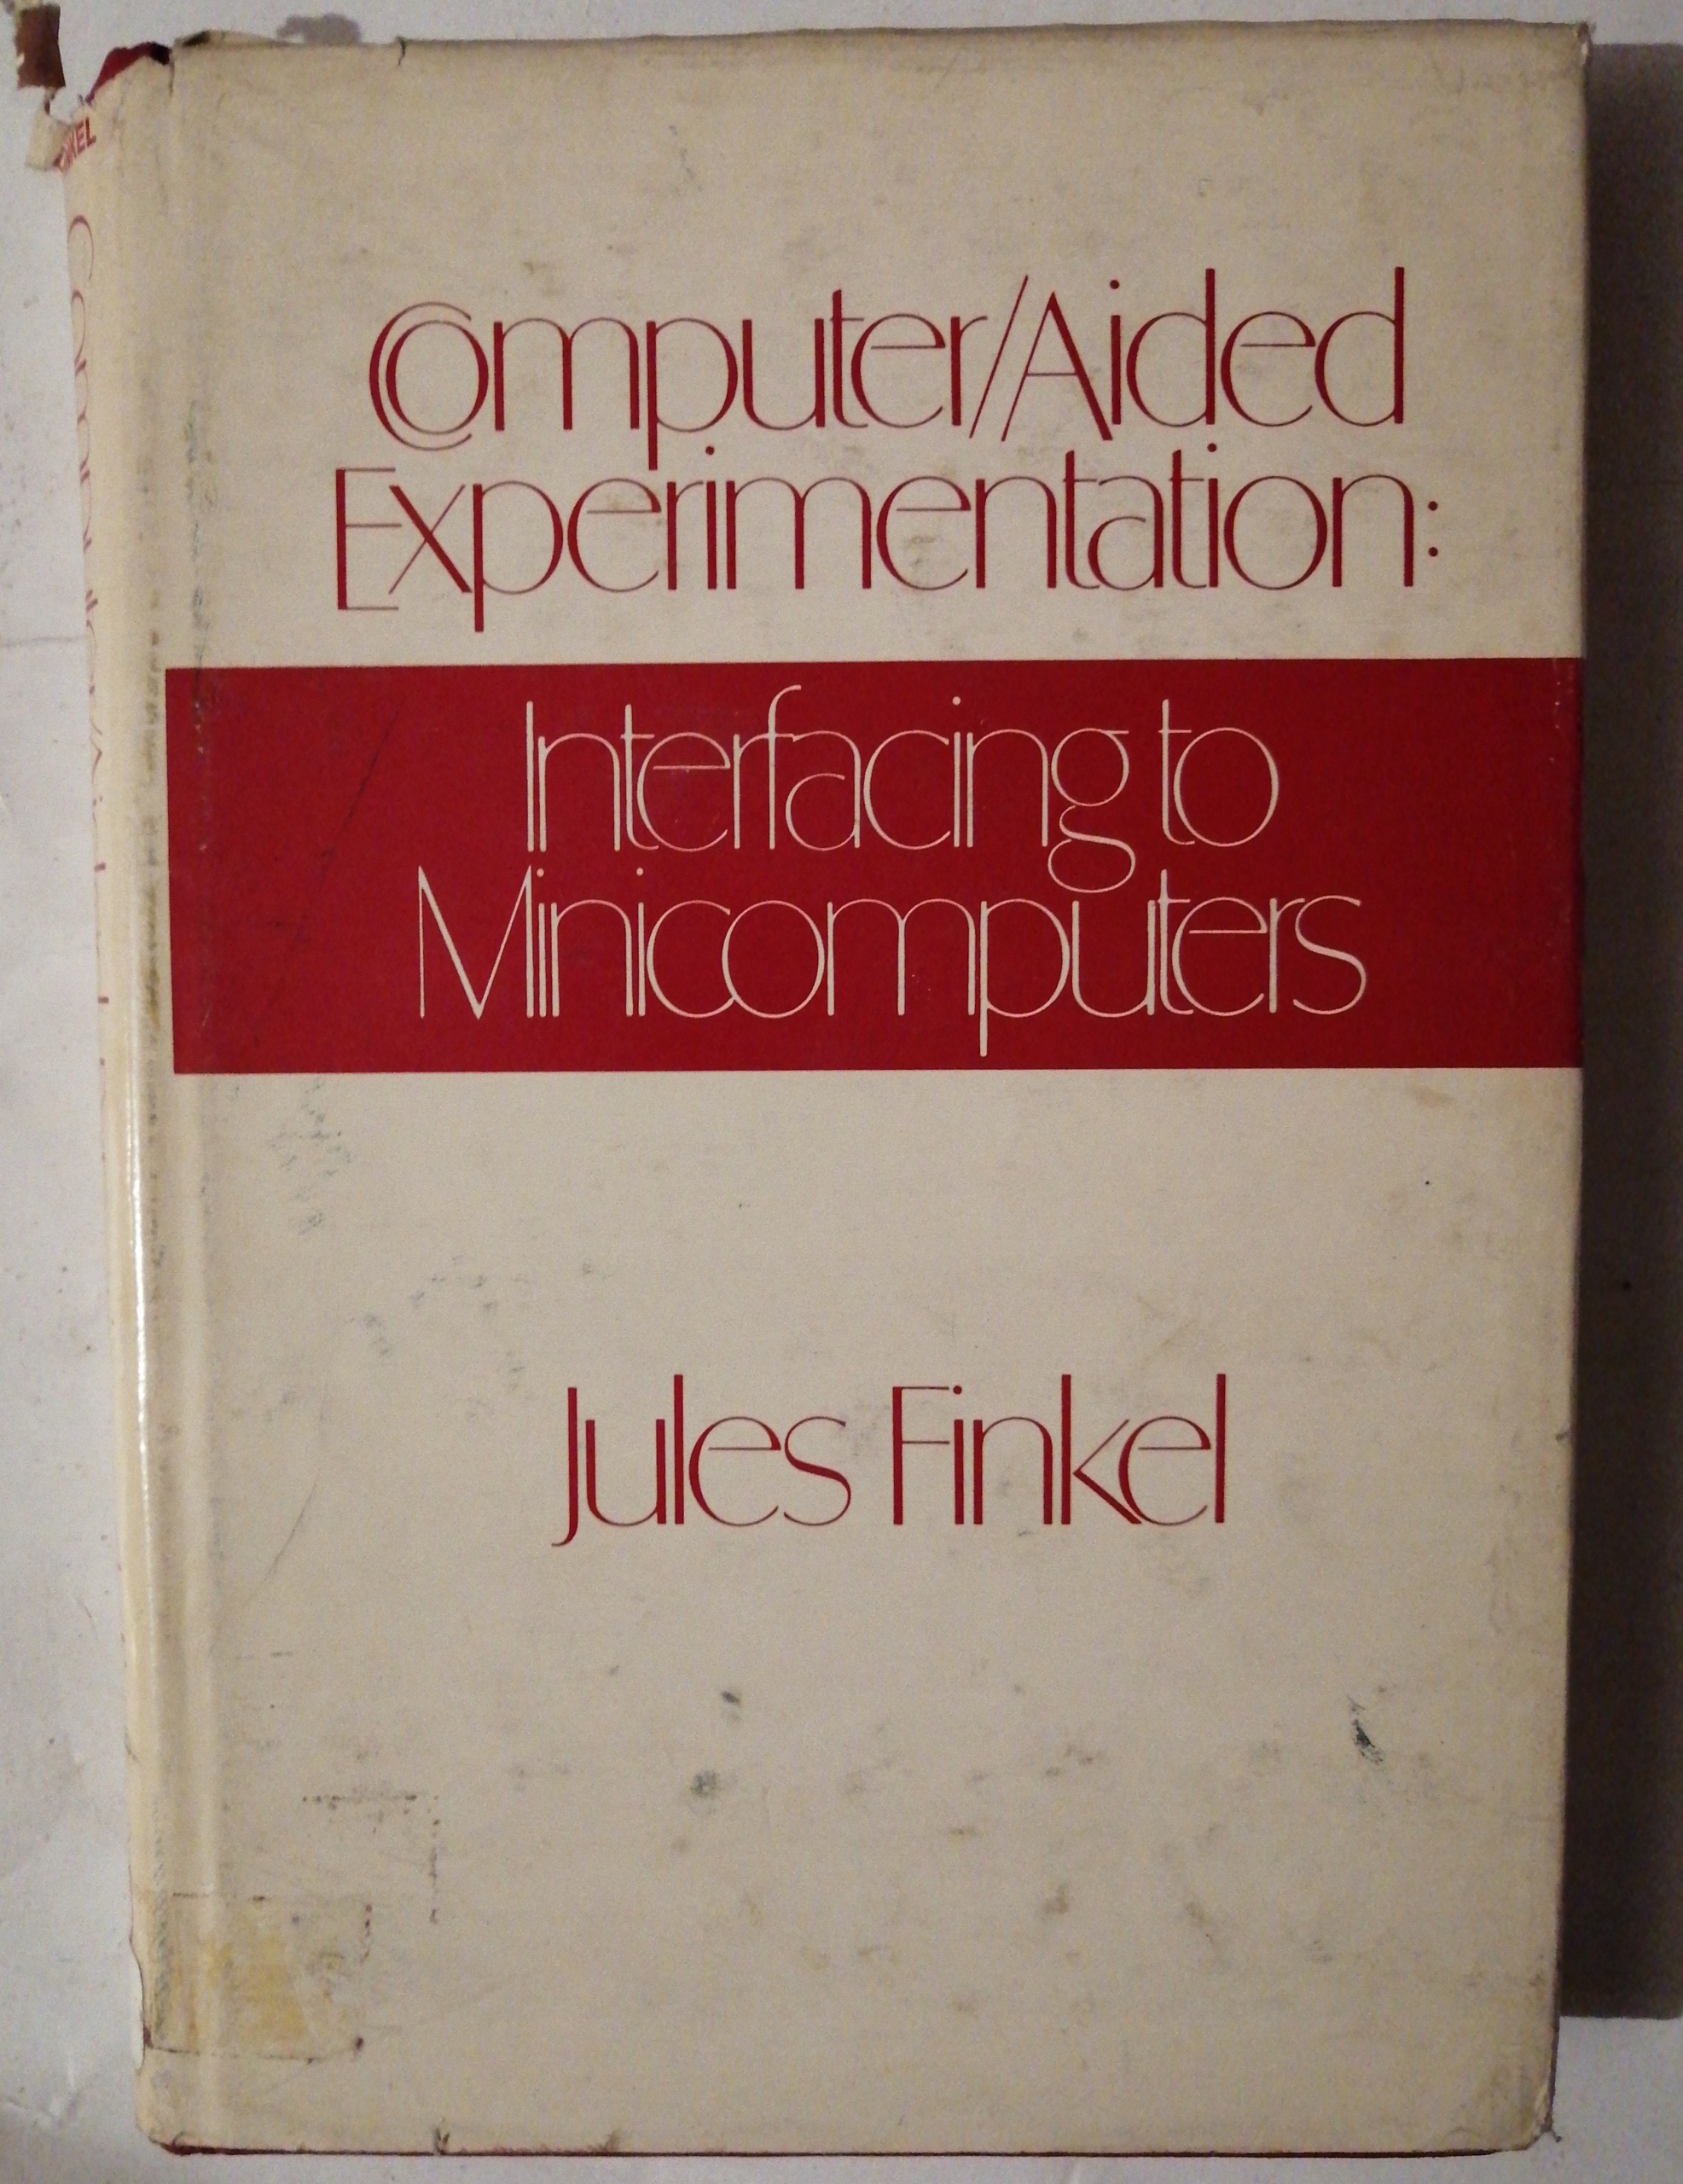 Computer//Aided
Experimentation:
Interfacing to
Minicomputers
Jules Finkel